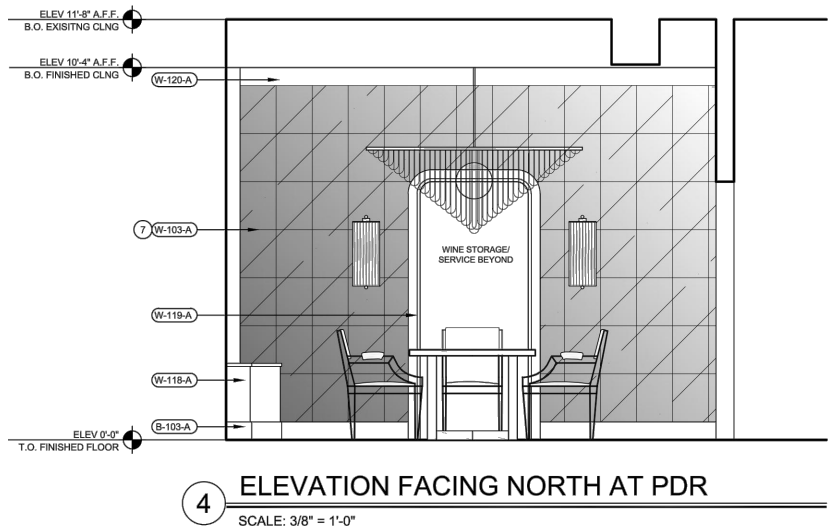 ELEV 11'-8" A.F.F.
B.O. EXISITNG CLNG
ELEV 10'-4" A.F.F.
B.O. FINISHED CLNG
W-120-A
7 W-103-A
WINE STORAGE/
SERVICE BEYOND
W-119-A
W-118-A
B-103-A
ELEV 0'-0"
T.O. FINISHED FLOOR
4 ELEVATION FACING NORTH AT PDR
SCALE: 3/8" = 1'-0"